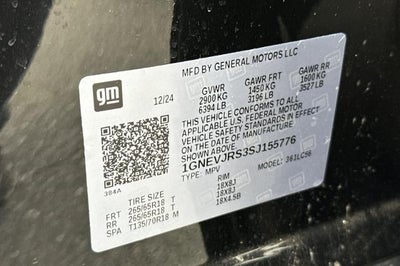 MFD BY GENERAL MOTORS LLC
gm
12/24
GVWR GAWR FRT GAWR RR
2900 KG 1450 KG 1600 KG
6394 LB 3196 LB 3527 LB
THIS VEHICLE CONFORMS TO ALL
APPLICABLE U.S. FEDERAL MOTOR
VEHICLE SAFETY STANDARDS IN EFFECT
ON THE DATE OF MANUFACTURE
SHOWN ABOVE.
1GNEVJRS3SJ155776
TYPE: MPV MODEL: 361LC56
384A
TIRE SIZE RIM
FRT 265/65R18 T 18X8J
RR 265/65R18 T 18X8J
SPA T135/70R18 M 18X4.5B